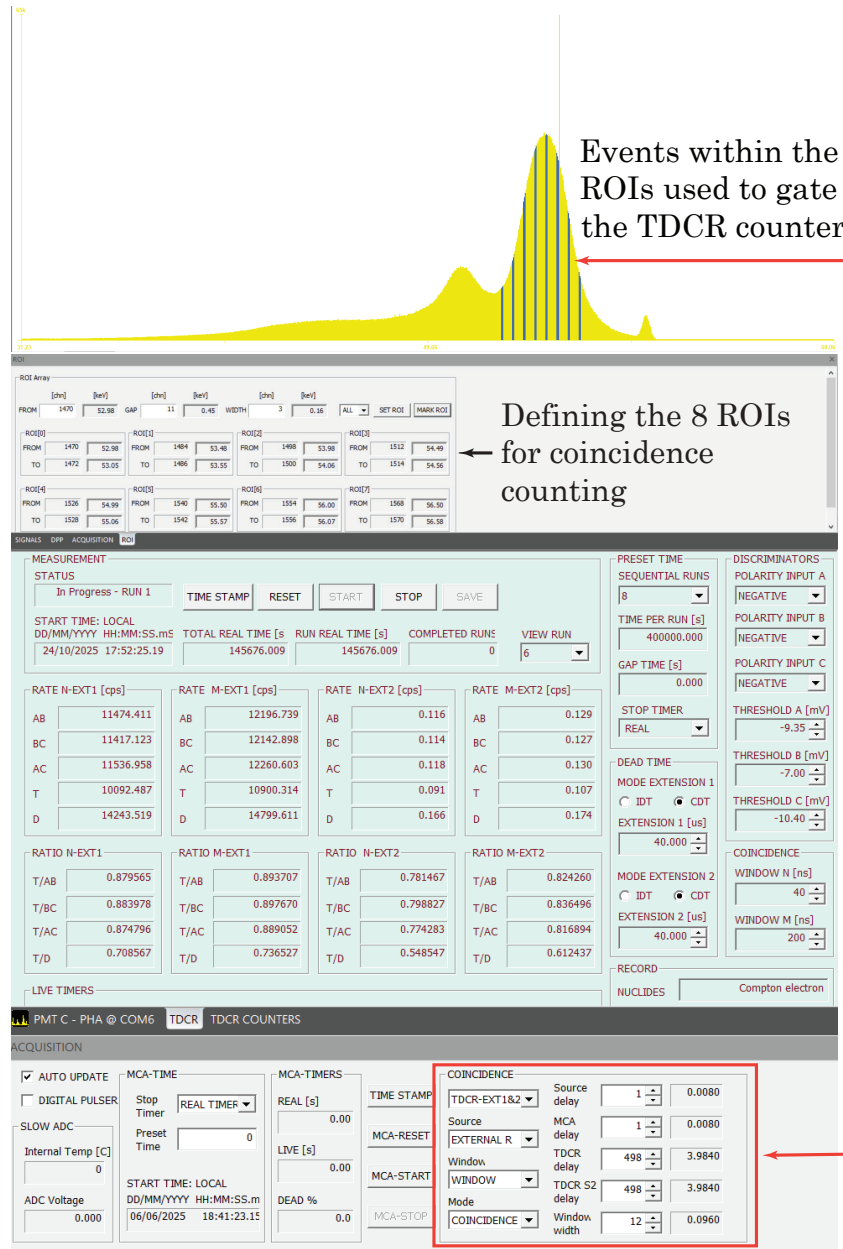 Events within the
ROIs used to gate
the TDCR counter
ROI
ROI Array
[chn] [keV] [chn] [keV] [chn] [keV]
FROM 1470 52.98 GAP 11 0.45 WIDTH 3 0.16 ALL SET ROI MARK ROI
ROI[0] ROI[1] ROI[2] ROI[3]
FROM 1470 52.98 FROM 1484 53.48 FROM 1498 53.98 FROM 1512 54.49
TO 1472 53.05 TO 1486 53.55 TO 1500 54.06 TO 1514 54.56
ROI[4] ROI[5] ROI[6] ROI[7]
FROM 1526 54.99 FROM 1540 55.50 FROM 1554 56.00 FROM 1568 56.50
TO 1528 55.06 TO 1542 55.57 TO 1556 56.07 TO 1570 56.58
Defining the 8 ROIs
for coincidence
counting
SIGNALS DPP ACQUISITION ROI
MEASUREMENT
STATUS
In Progress - RUN 1 TIME STAMP RESET START STOP SAVE
START TIME: LOCAL
DD/MM/YYYY HH:MM:SS.mS TOTAL REAL TIME [s RUN REAL TIME [s] COMPLETED RUNS VIEW RUN
24/10/2025 17:52:25.19 145676.009 145676.009 0 6
PRESET TIME
SEQUENTIAL RUNS
8
TIME PER RUN [s]
400000.000
GAP TIME [s]
0.000
STOP TIMER
REAL
DISCRIMINATORS
POLARITY INPUT A
NEGATIVE
POLARITY INPUT B
NEGATIVE
POLARITY INPUT C
NEGATIVE
THRESHOLD A [mV]
-9.35
THRESHOLD B [mV]
-7.00
THRESHOLD C [mV]
-10.40
RATE N-EXT1 [cps] RATE M-EXT1 [cps] RATE N-EXT2 [cps] RATE M-EXT2 [cps]
AB 11474.411 AB 12196.739 AB 0.116 AB 0.129
BC 11417.123 BC 12142.898 BC 0.114 BC 0.127
AC 11536.958 AC 12260.603 AC 0.118 AC 0.130
T 10092.487 T 10900.314 T 0.091 T 0.107
D 14243.519 D 14799.611 D 0.166 D 0.174
DEAD TIME
MODE EXTENSION 1
IDT CDT
EXTENSION 1 [us]
40.000
MODE EXTENSION 2
IDT CDT
EXTENSION 2 [us]
40.000
COINCIDENCE
WINDOW N [ns]
40
WINDOW M [ns]
200
RATIO N-EXT1 RATIO M-EXT1 RATIO N-EXT2 RATIO M-EXT2
T/AB 0.879565 T/AB 0.893707 T/AB 0.781467 T/AB 0.824260
T/BC 0.883978 T/BC 0.897670 T/BC 0.798827 T/BC 0.836496
T/AC 0.874796 T/AC 0.889052 T/AC 0.774283 T/AC 0.816894
T/D 0.708567 T/D 0.736527 T/D 0.548547 T/D 0.612437
RECORD
NUCLIDES Compton electron
LIVE TIMERS
PMT C - PHA @ COM6 TDCR TDCR COUNTERS
ACQUISITION
AUTO UPDATE
DIGITAL PULSER
SLOW ADC
Internal Temp [C]
0
ADC Voltage
0.000
MCA-TIME
Stop Timer REAL TIMER
Preset Time 0
START TIME: LOCAL
DD/MM/YYYY HH:MM:SS.m
06/06/2025 18:41:23.15
MCA-TIMERS
REAL [s]
0.00
LIVE [s]
0.00
DEAD %
0.0
TIME STAMP
MCA-RESET
MCA-START
MCA-STOP
COINCIDENCE
TDCR-EXT1&2
Source
EXTERNAL R
Window
WINDOW
Mode
COINCIDENCE
Source delay 1 0.0080
MCA delay 1 0.0080
TDCR delay 498 3.9840
TDCR S2 delay 498 3.9840
Window width 12 0.0960